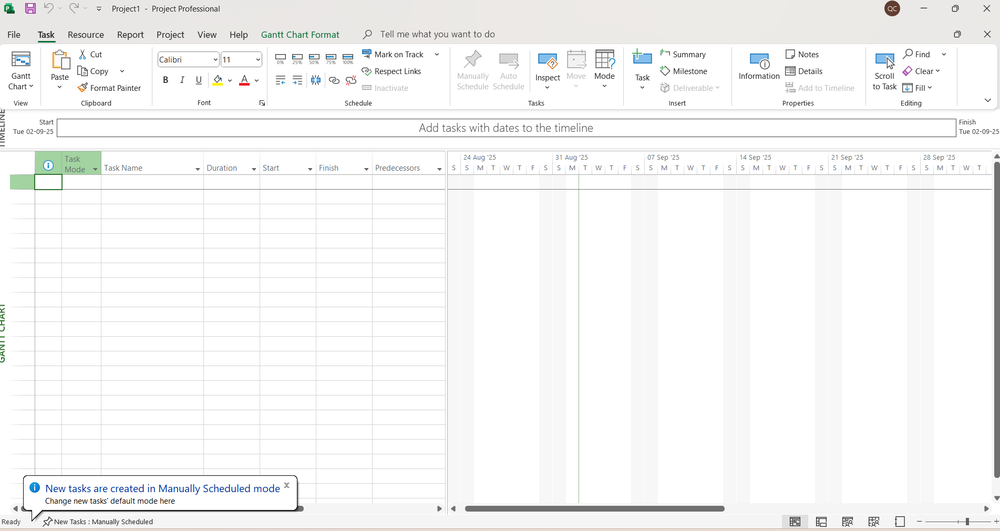 Project1 - Project Professional
QC
File Task Resource Report Project View Help Gantt Chart Format Tell me what you want to do
Gantt Chart
View
Paste
Cut
Copy
Format Painter
Clipboard
Calibri 11
B I U A
Font
0% 25% 50% 75% 100%
Mark on Track
Respect Links
Inactivate
Schedule
Manually Schedule
Auto Schedule
Inspect
Move
Mode
Tasks
Task
Summary
Milestone
Deliverable
Insert
Information
Notes
Details
Add to Timeline
Properties
Scroll to Task
Find
Clear
Fill
Editing
TIMELINE
Start
Tue 02-09-25
Add tasks with dates to the timeline
Finish
Tue 02-09-25
Task Mode
Task Name
Duration
Start
Finish
Predecessors
24 Aug '25 31 Aug '25 07 Sep '25 14 Sep '25 21 Sep '25 28 Sep '25
S S M T W T F S S M T W T F S S M T W T F S S M T W T F S S M T W T F S S M T W T
GANTT CHART
New tasks are created in Manually Scheduled mode x
Change new tasks' default mode here
Ready New Tasks : Manually Scheduled